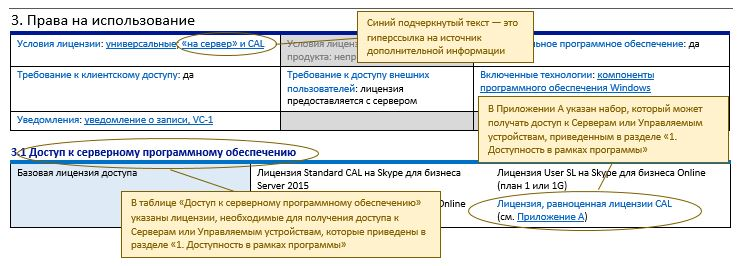 3. Права на использование
Синий подчеркнутый текст — это
гиперссылка на источник
дополнительной информации
Условия лицензии: универсальные, «на сервер» и CAL
Условия лиценз
продукта: непр
ьное программное обеспечение: да
Требование к клиентскому доступу: да
Требование к доступу внешних
пользователей: лицензия
предоставляется с сервером
Включенные технологии: компоненты
программного обеспечения Windows
Уведомления: уведомление о записи, VC-1
В Приложении А указан набор, который может
получать доступ к Серверам или Управляемым
устройствам, приведенным в разделе «1.
Доступность в рамках программы»
3.1 Доступ к серверному программному обеспечению
Базовая лицензия доступа
Лицензия Standard CAL на Skype для бизнеса
Server 2015
Online
Лицензия User SL на Skype для бизнеса Online
(план 1 или 1G)
Лицензия, равноценная лицензии CAL
(см. Приложение А)
В таблице «Доступ к серверному программному обеспечению»
указаны лицензии, необходимые для получения доступа к
Серверам или Управляемым устройствам, которые приведены в
разделе «1. Доступность в рамках программы»